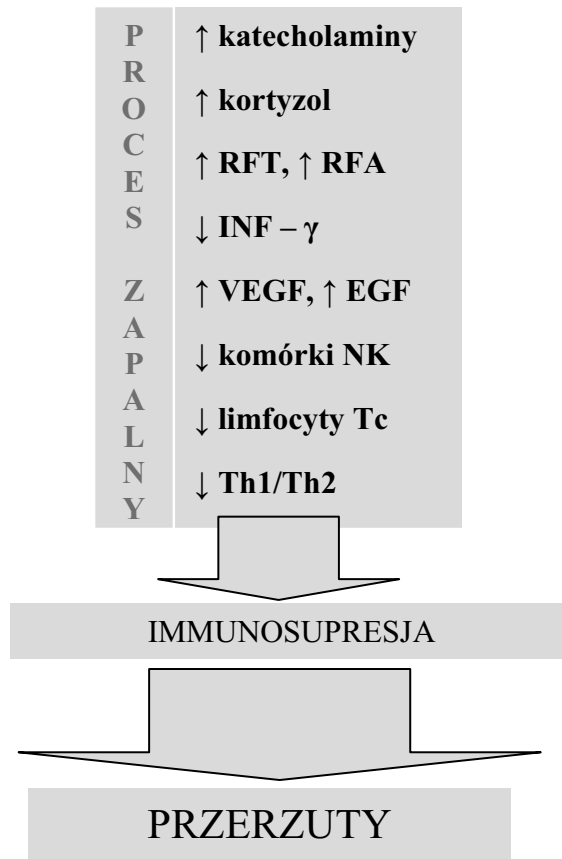 PROCES ZAPALNY
↑ katecholaminy
↑ kortyzol
↑ RFT, ↑ RFA
↓ INF – γ
↑ VEGF, ↑ EGF
↓ komórki NK
↓ limfocyty Tc
↓ Th1/Th2
IMMUNOSUPRESJA
PRZERZUTY